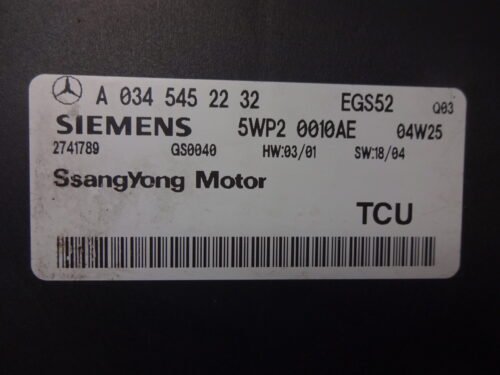 A 034 545 22 32 EGS52 Q03
SIEMENS 5WP2 0010AE 04W25
2741789 GS0040 HW:03/01 SW:18/04
SsangYong Motor
TCU